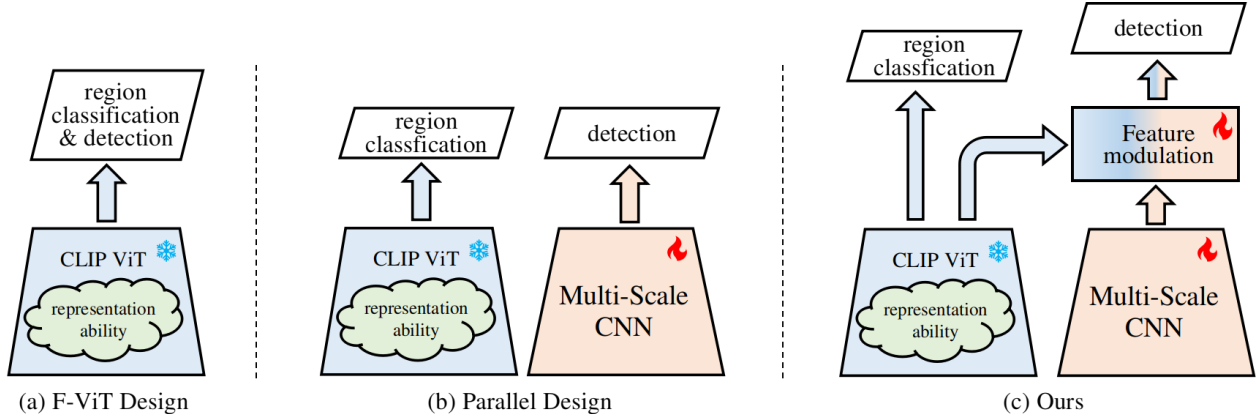 region
classification
& detection
CLIP ViT
representation
ability
(a) F-ViT Design
region
classfication
detection
CLIP ViT
representation
ability
Multi-Scale
CNN
(b) Parallel Design
region
classfication
detection
Feature
modulation
CLIP ViT
representation
ability
Multi-Scale
CNN
(c) Ours